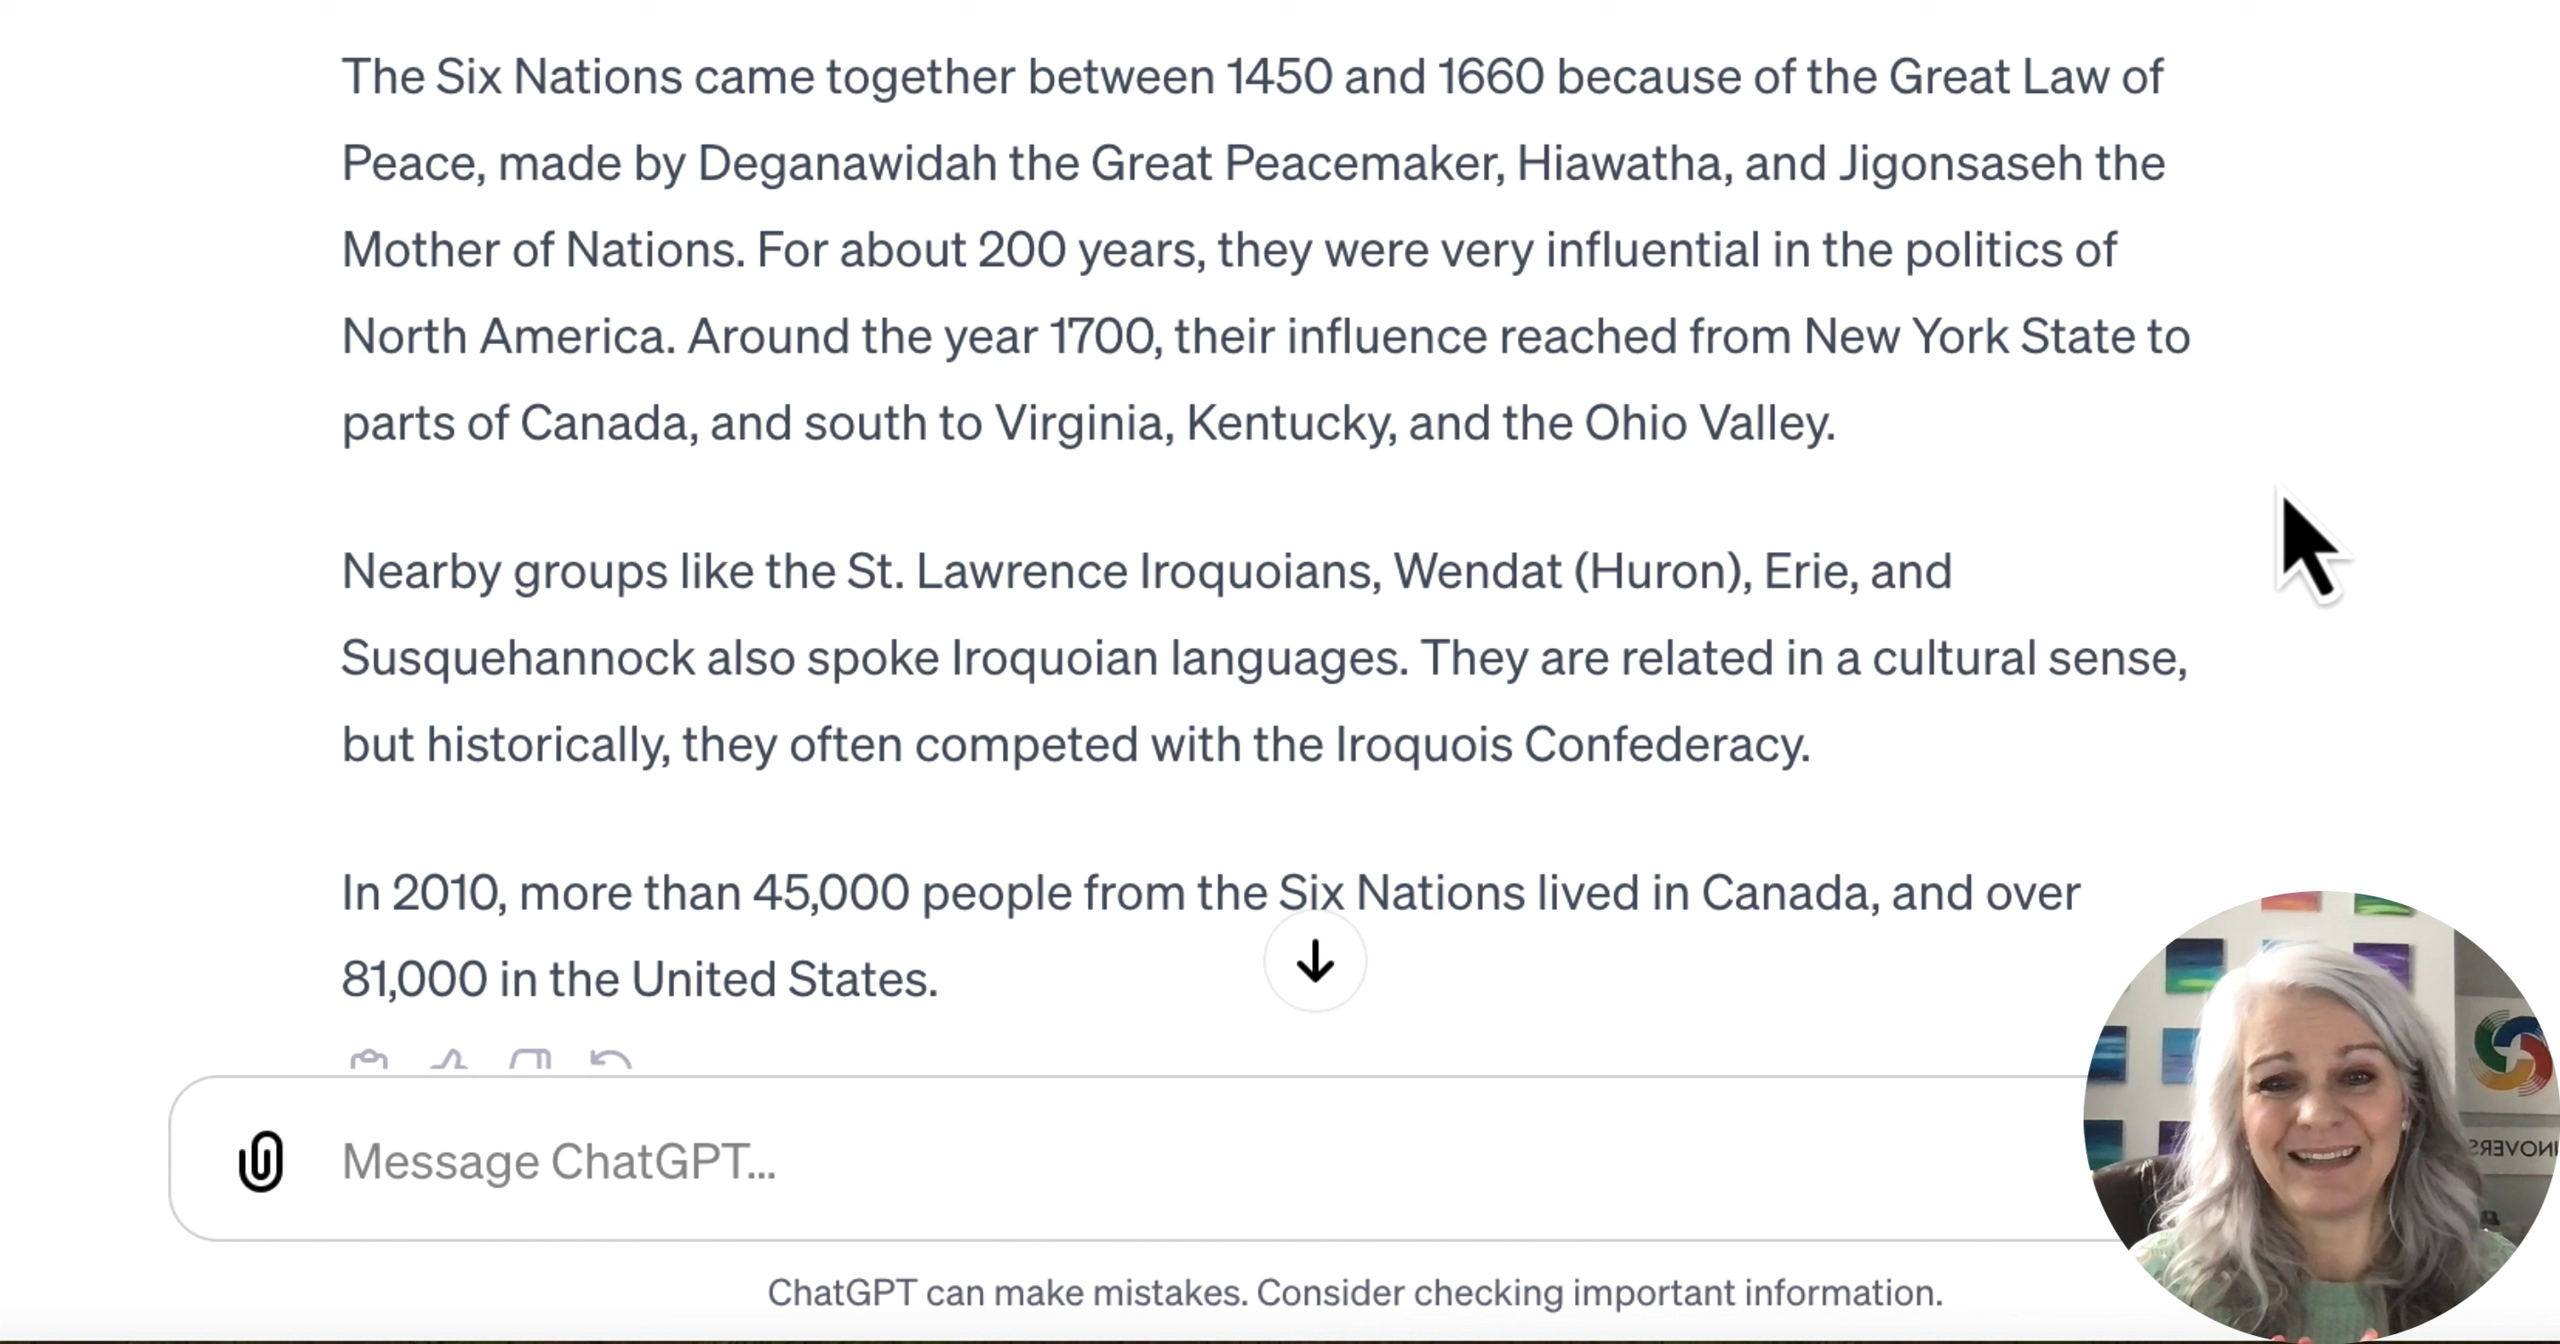 The Six Nations came together between 1450 and 1660 because of the Great Law of
Peace, made by Deganawidah the Great Peacemaker, Hiawatha, and Jigonsaseh the
Mother of Nations. For about 200 years, they were very influential in the politics of
North America. Around the year 1700, their influence reached from New York State to
parts of Canada, and south to Virginia, Kentucky, and the Ohio Valley.
Nearby groups like the St. Lawrence Iroquoians, Wendat (Huron), Erie, and
Susquehannock also spoke Iroquoian languages. They are related in a cultural sense,
but historically, they often competed with the Iroquois Confederacy.
In 2010, more than 45,000 people from the Six Nations lived in Canada, and over
81,000 in the United States.
Message ChatGPT...
ChatGPT can make mistakes. Consider checking important information.